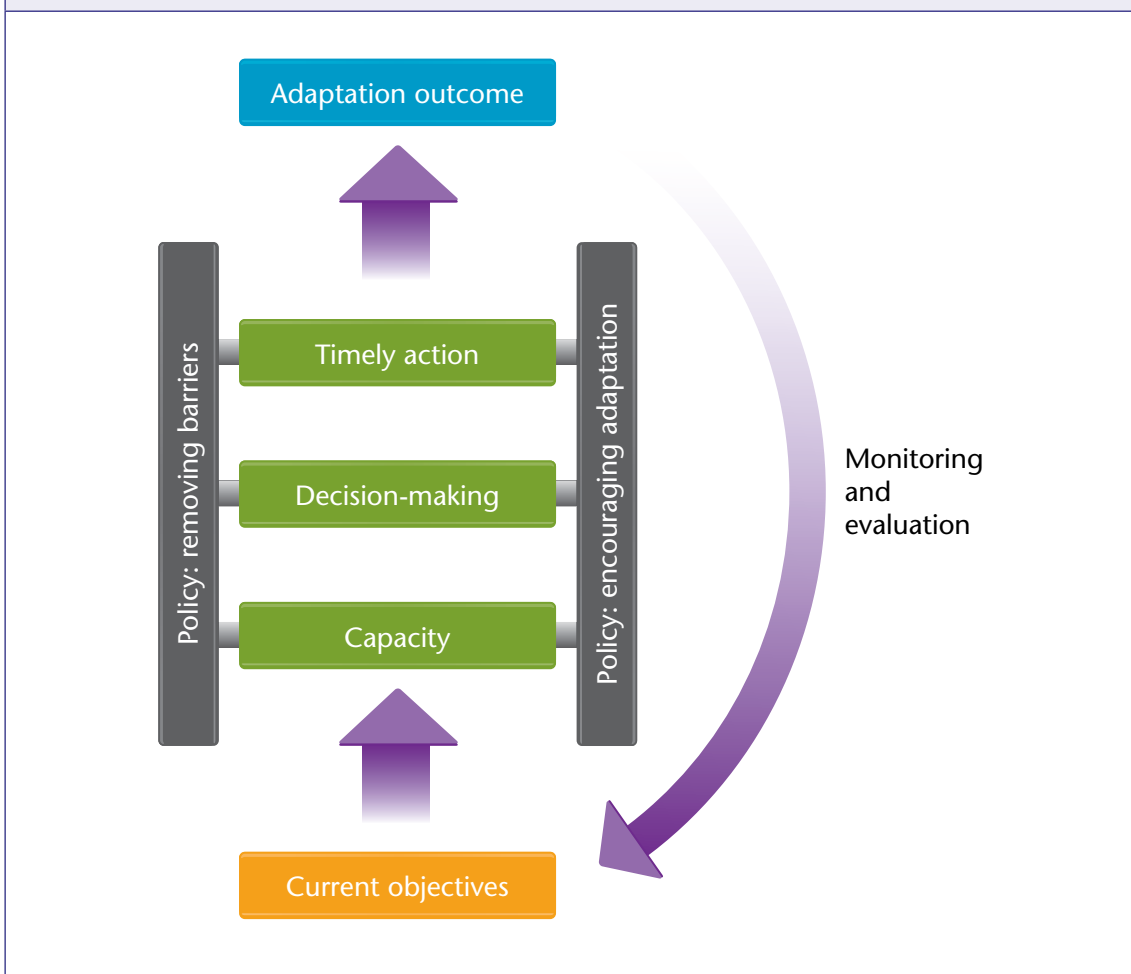 Adaptation outcome
Policy: removing barriers
Timely action
Decision-making
Capacity
Policy: encouraging adaptation
Monitoring
and
evaluation
Current objectives